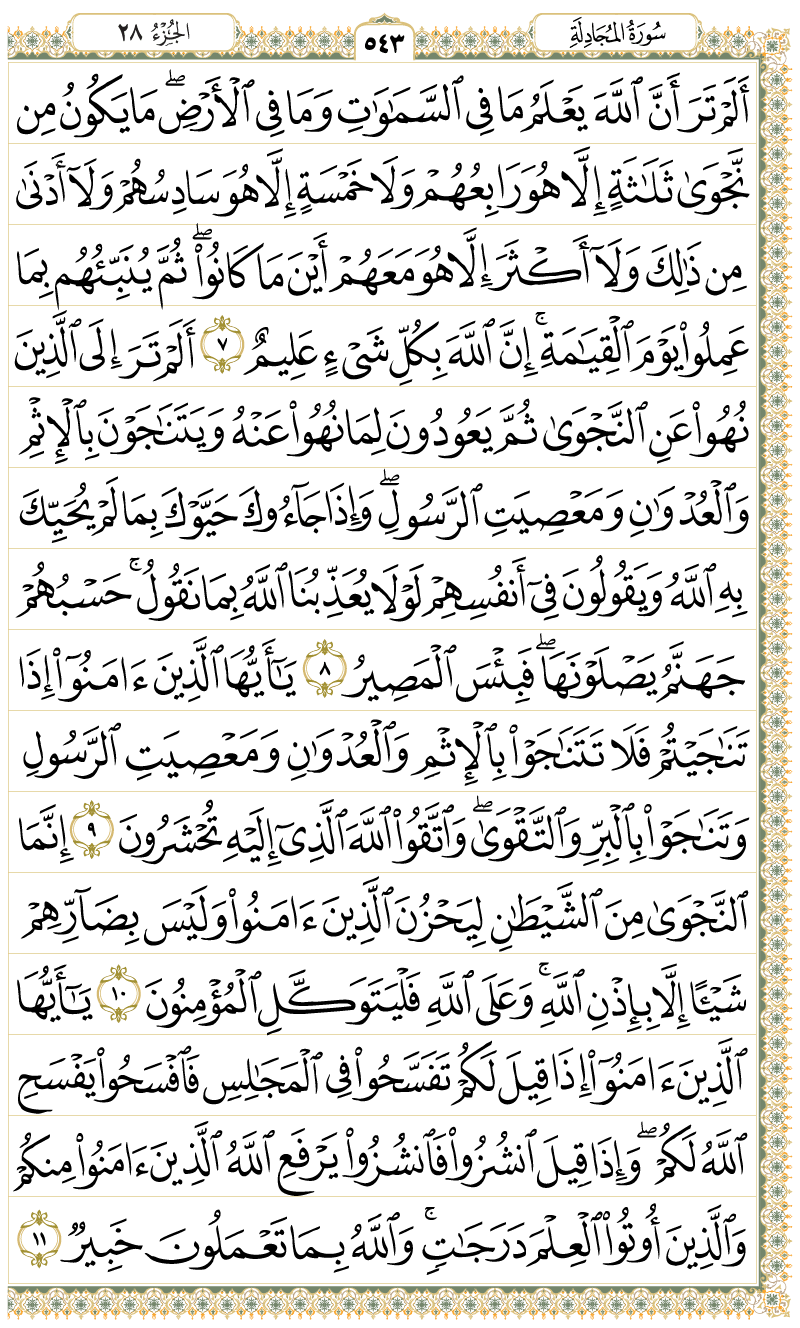 سُورَةُ المُجَادلَةِ
٥٤٣
الجُزْءُ ٢٨
أَلَمْ تَرَ أَنَّ ٱللَّهَ يَعْلَمُ مَا فِى ٱلسَّمَـٰوَٰتِ وَمَا فِى ٱلْأَرْضِ ۖ مَا يَكُونُ مِن
نَّجْوَىٰ ثَلَـٰثَةٍ إِلَّا هُوَ رَابِعُهُمْ وَلَا خَمْسَةٍ إِلَّا هُوَ سَادِسُهُمْ وَلَآ أَدْنَىٰ
مِن ذَٰلِكَ وَلَآ أَكْثَرَ إِلَّا هُوَ مَعَهُمْ أَيْنَ مَا كَانُوا۟ ۖ ثُمَّ يُنَبِّئُهُم بِمَا
عَمِلُوا۟ يَوْمَ ٱلْقِيَـٰمَةِ ۚ إِنَّ ٱللَّهَ بِكُلِّ شَىْءٍ عَلِيمٌ ٧ أَلَمْ تَرَ إِلَى ٱلَّذِينَ
نُهُوا۟ عَنِ ٱلنَّجْوَىٰ ثُمَّ يَعُودُونَ لِمَا نُهُوا۟ عَنْهُ وَيَتَنَـٰجَوْنَ بِٱلْإِثْمِ
وَٱلْعُدْوَٰنِ وَمَعْصِيَتِ ٱلرَّسُولِ ۖ وَإِذَا جَآءُوكَ حَيَّوْكَ بِمَا لَمْ يُحَيِّكَ
بِهِ ٱللَّهُ وَيَقُولُونَ فِىٓ أَنفُسِهِمْ لَوْلَا يُعَذِّبُنَا ٱللَّهُ بِمَا نَقُولُ ۚ حَسْبُهُمْ
جَهَنَّمُ يَصْلَوْنَهَا ۖ فَبِئْسَ ٱلْمَصِيرُ ٨ يَـٰٓأَيُّهَا ٱلَّذِينَ ءَامَنُوٓا۟ إِذَا
تَنَـٰجَيْتُمْ فَلَا تَتَنَـٰجَوْا۟ بِٱلْإِثْمِ وَٱلْعُدْوَٰنِ وَمَعْصِيَتِ ٱلرَّسُولِ
وَتَنَـٰجَوْا۟ بِٱلْبِرِّ وَٱلتَّقْوَىٰ ۖ وَٱتَّقُوا۟ ٱللَّهَ ٱلَّذِىٓ إِلَيْهِ تُحْشَرُونَ ٩ إِنَّمَا
ٱلنَّجْوَىٰ مِنَ ٱلشَّيْطَـٰنِ لِيَحْزُنَ ٱلَّذِينَ ءَامَنُوا۟ وَلَيْسَ بِضَآرِّهِمْ
شَيْـًٔا إِلَّا بِإِذْنِ ٱللَّهِ ۚ وَعَلَى ٱللَّهِ فَلْيَتَوَكَّلِ ٱلْمُؤْمِنُونَ ١٠ يَـٰٓأَيُّهَا
ٱلَّذِينَ ءَامَنُوٓا۟ إِذَا قِيلَ لَكُمْ تَفَسَّحُوا۟ فِى ٱلْمَجَـٰلِسِ فَٱفْسَحُوا۟ يَفْسَحِ
ٱللَّهُ لَكُمْ ۖ وَإِذَا قِيلَ ٱنشُزُوا۟ فَٱنشُزُوا۟ يَرْفَعِ ٱللَّهُ ٱلَّذِينَ ءَامَنُوا۟ مِنكُمْ
وَٱلَّذِينَ أُوتُوا۟ ٱلْعِلْمَ دَرَجَـٰتٍ ۚ وَٱللَّهُ بِمَا تَعْمَلُونَ خَبِيرٌ ١١